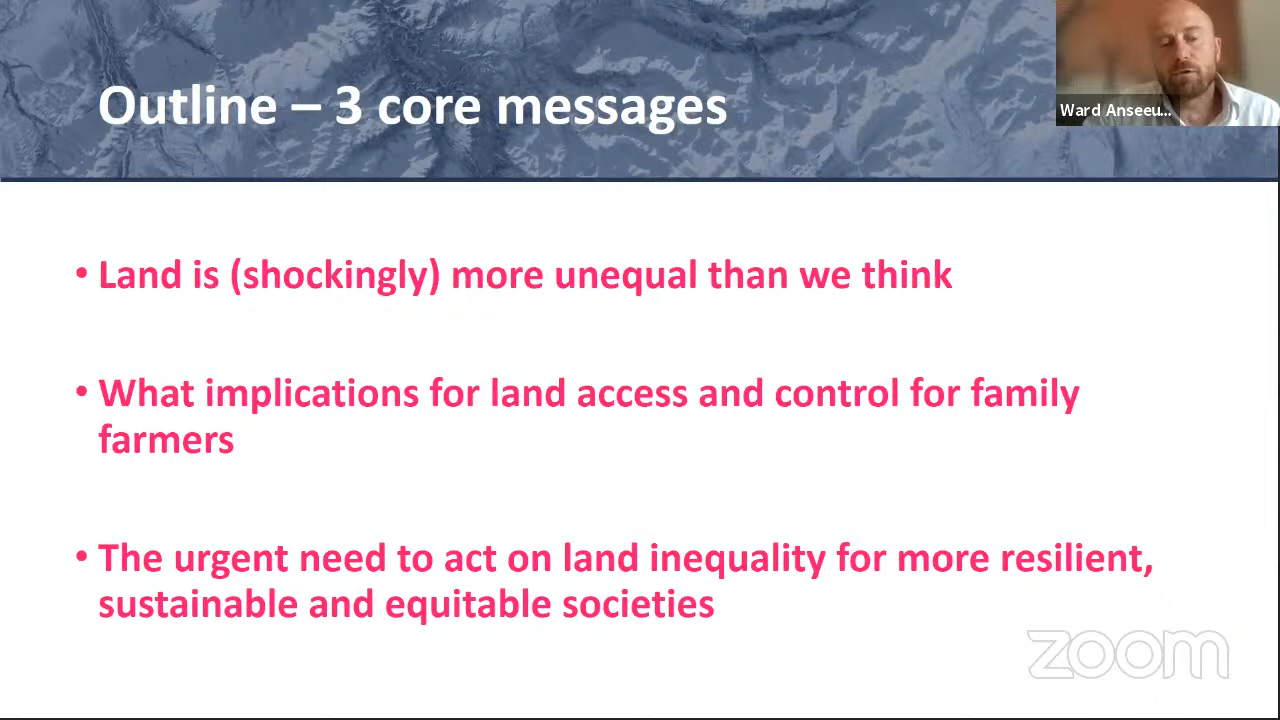 Outline – 3 core messages
Ward Anseeu...
• Land is (shockingly) more unequal than we think
• What implications for land access and control for family
farmers
• The urgent need to act on land inequality for more resilient,
sustainable and equitable societies
zoom